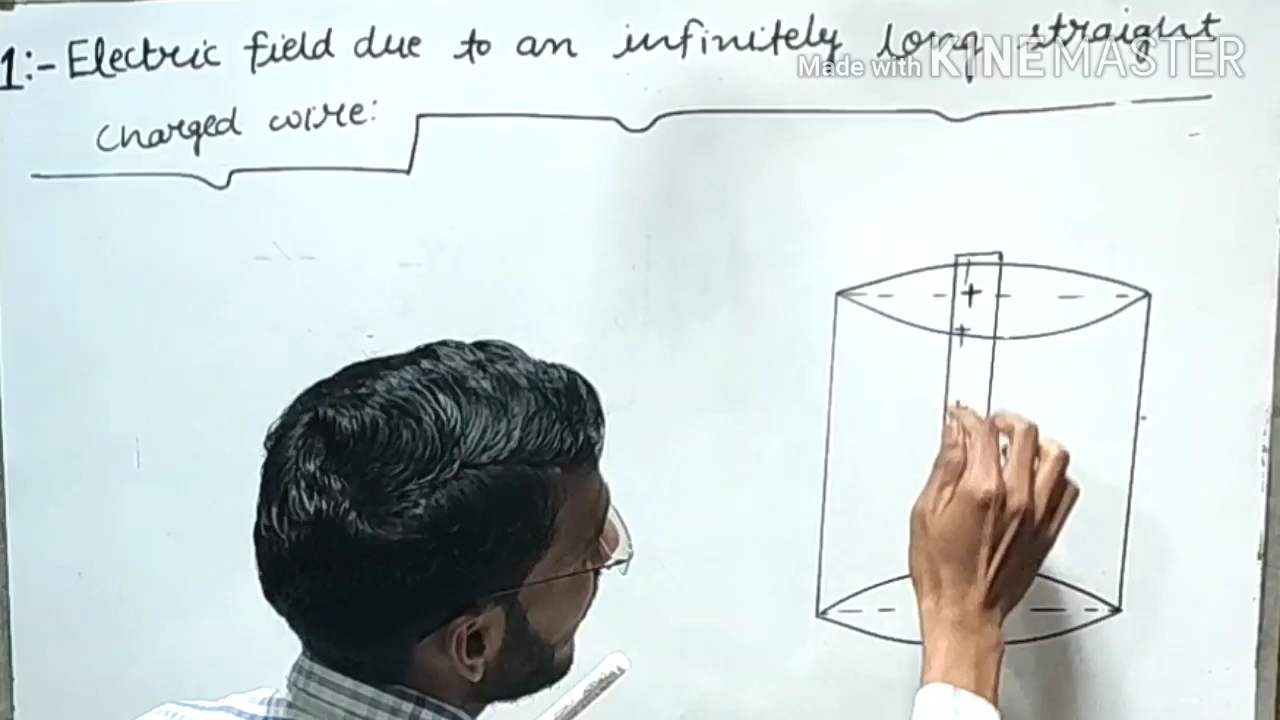 1:- Electric field due to an infinitely long straight
Made with KINEMASTER
charged wire:
+
+